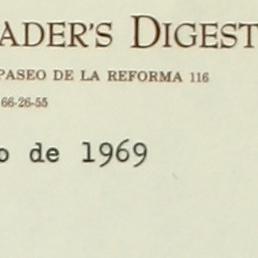 ADER'S DIGEST
PASEO DE LA REFORMA 116
66-26-55
o de 1969